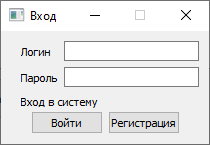 Вход
Логин
Пароль
Вход в систему
Войти Регистрация